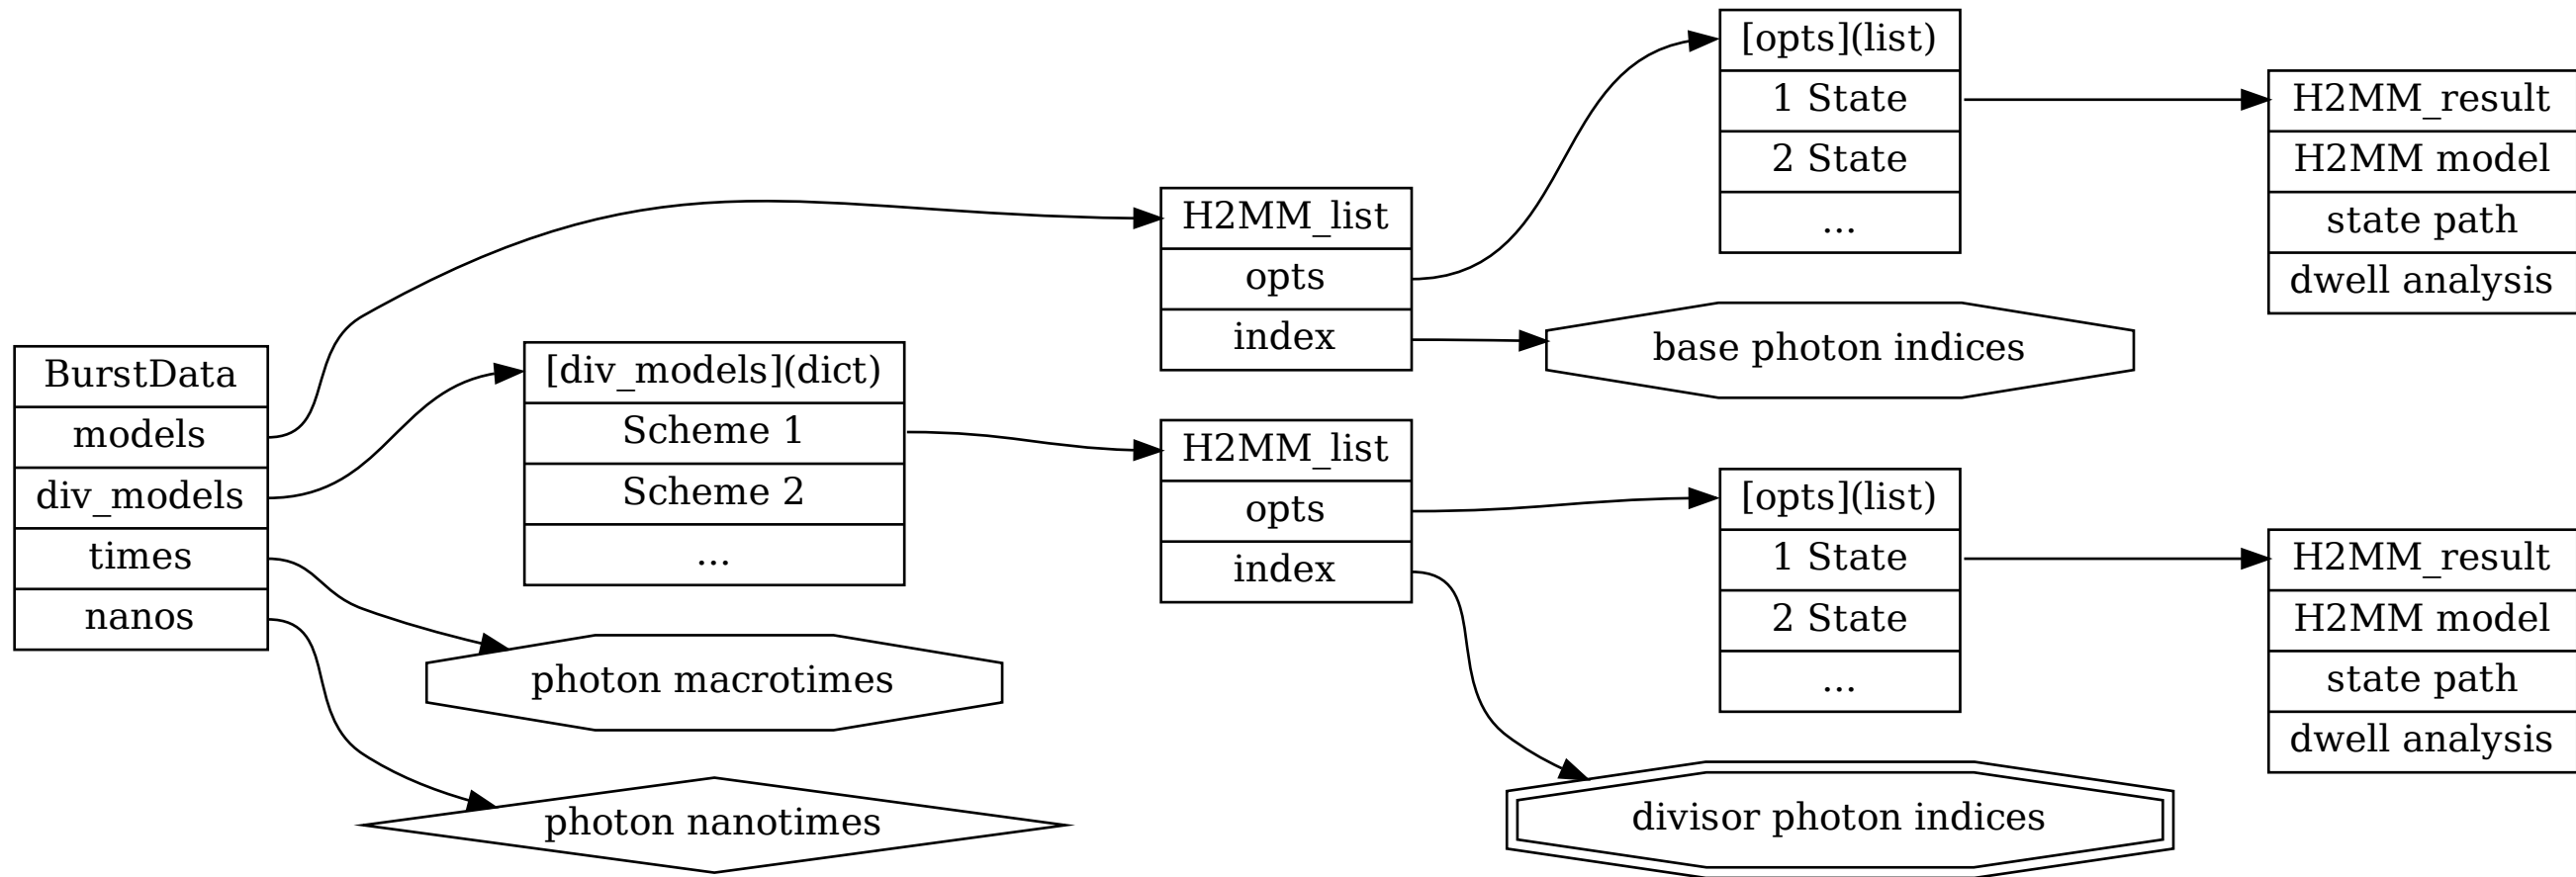 BurstData
models
div_models
times
nanos
[div_models](dict)
Scheme 1
Scheme 2
...
photon macrotimes
photon nanotimes
H2MM_list
opts
index
H2MM_list
opts
index
[opts](list)
1 State
2 State
...
base photon indices
[opts](list)
1 State
2 State
...
divisor photon indices
H2MM_result
H2MM model
state path
dwell analysis
H2MM_result
H2MM model
state path
dwell analysis